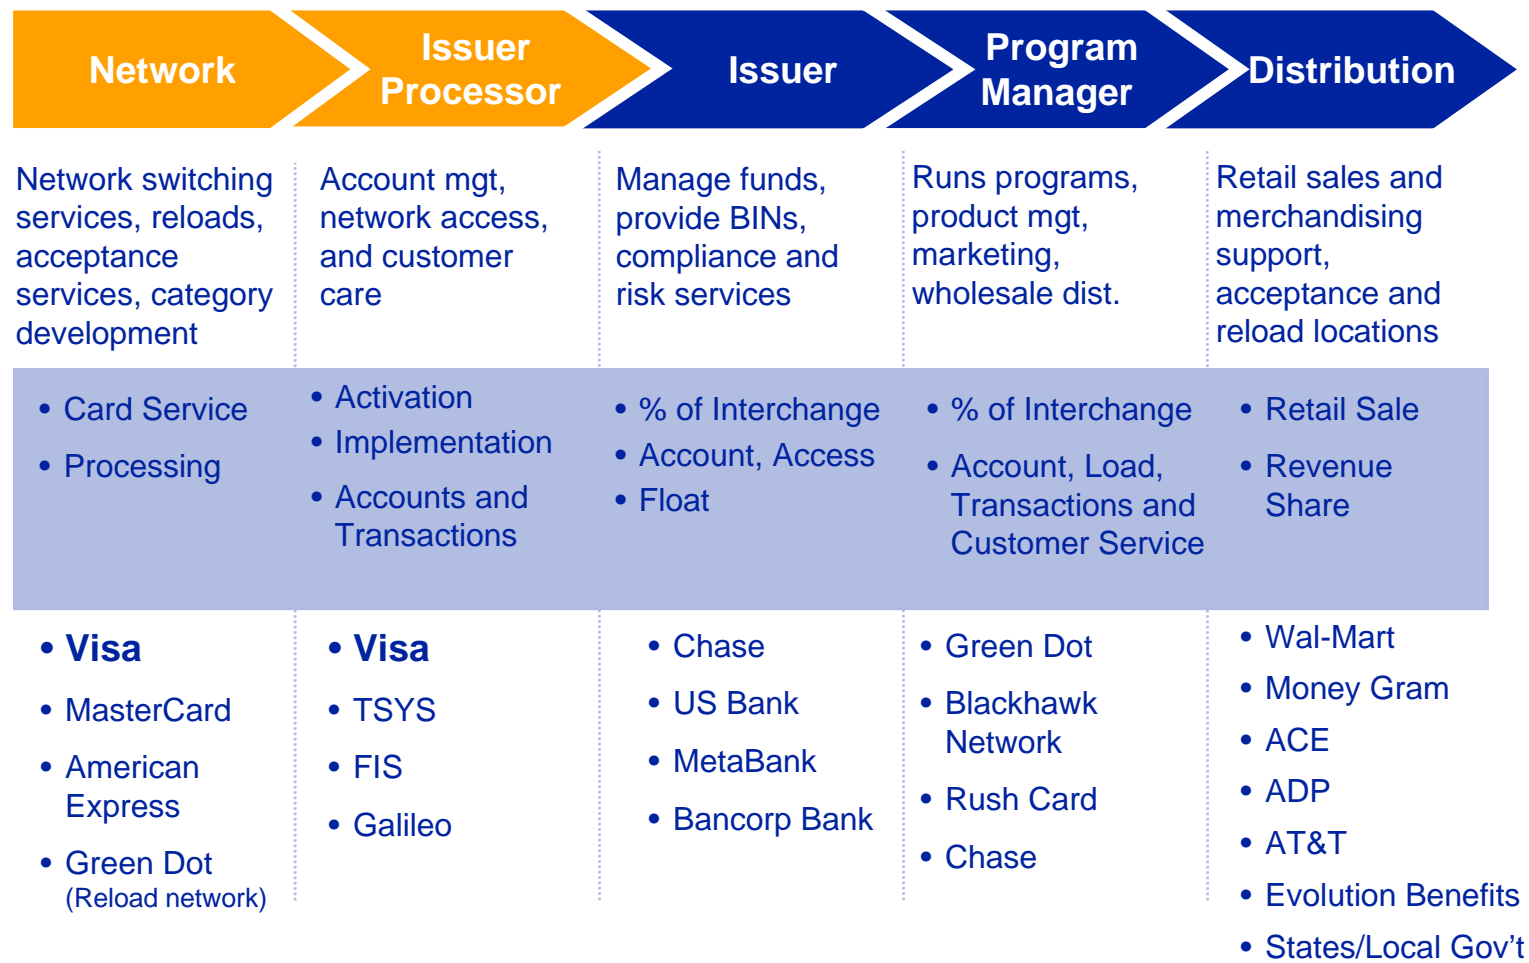 Network
Issuer
Processor
Issuer
Program
Manager
Distribution
Network switching
services, reloads,
acceptance
services, category
development
Account mgt,
network access,
and customer
care
Manage funds,
provide BINs,
compliance and
risk services
Runs programs,
product mgt,
marketing,
wholesale dist.
Retail sales and
merchandising
support,
acceptance and
reload locations
• Card Service
• Processing
• Activation
• Implementation
• Accounts and
Transactions
• % of Interchange
• Account, Access
• Float
• % of Interchange
• Account, Load,
Transactions and
Customer Service
• Retail Sale
• Revenue
Share
• Visa
• MasterCard
• American
Express
• Green Dot
(Reload network)
• Visa
• TSYS
• FIS
• Galileo
• Chase
• US Bank
• MetaBank
• Bancorp Bank
• Green Dot
• Blackhawk
Network
• Rush Card
• Chase
• Wal-Mart
• Money Gram
• ACE
• ADP
• AT&T
• Evolution Benefits
• States/Local Gov’t